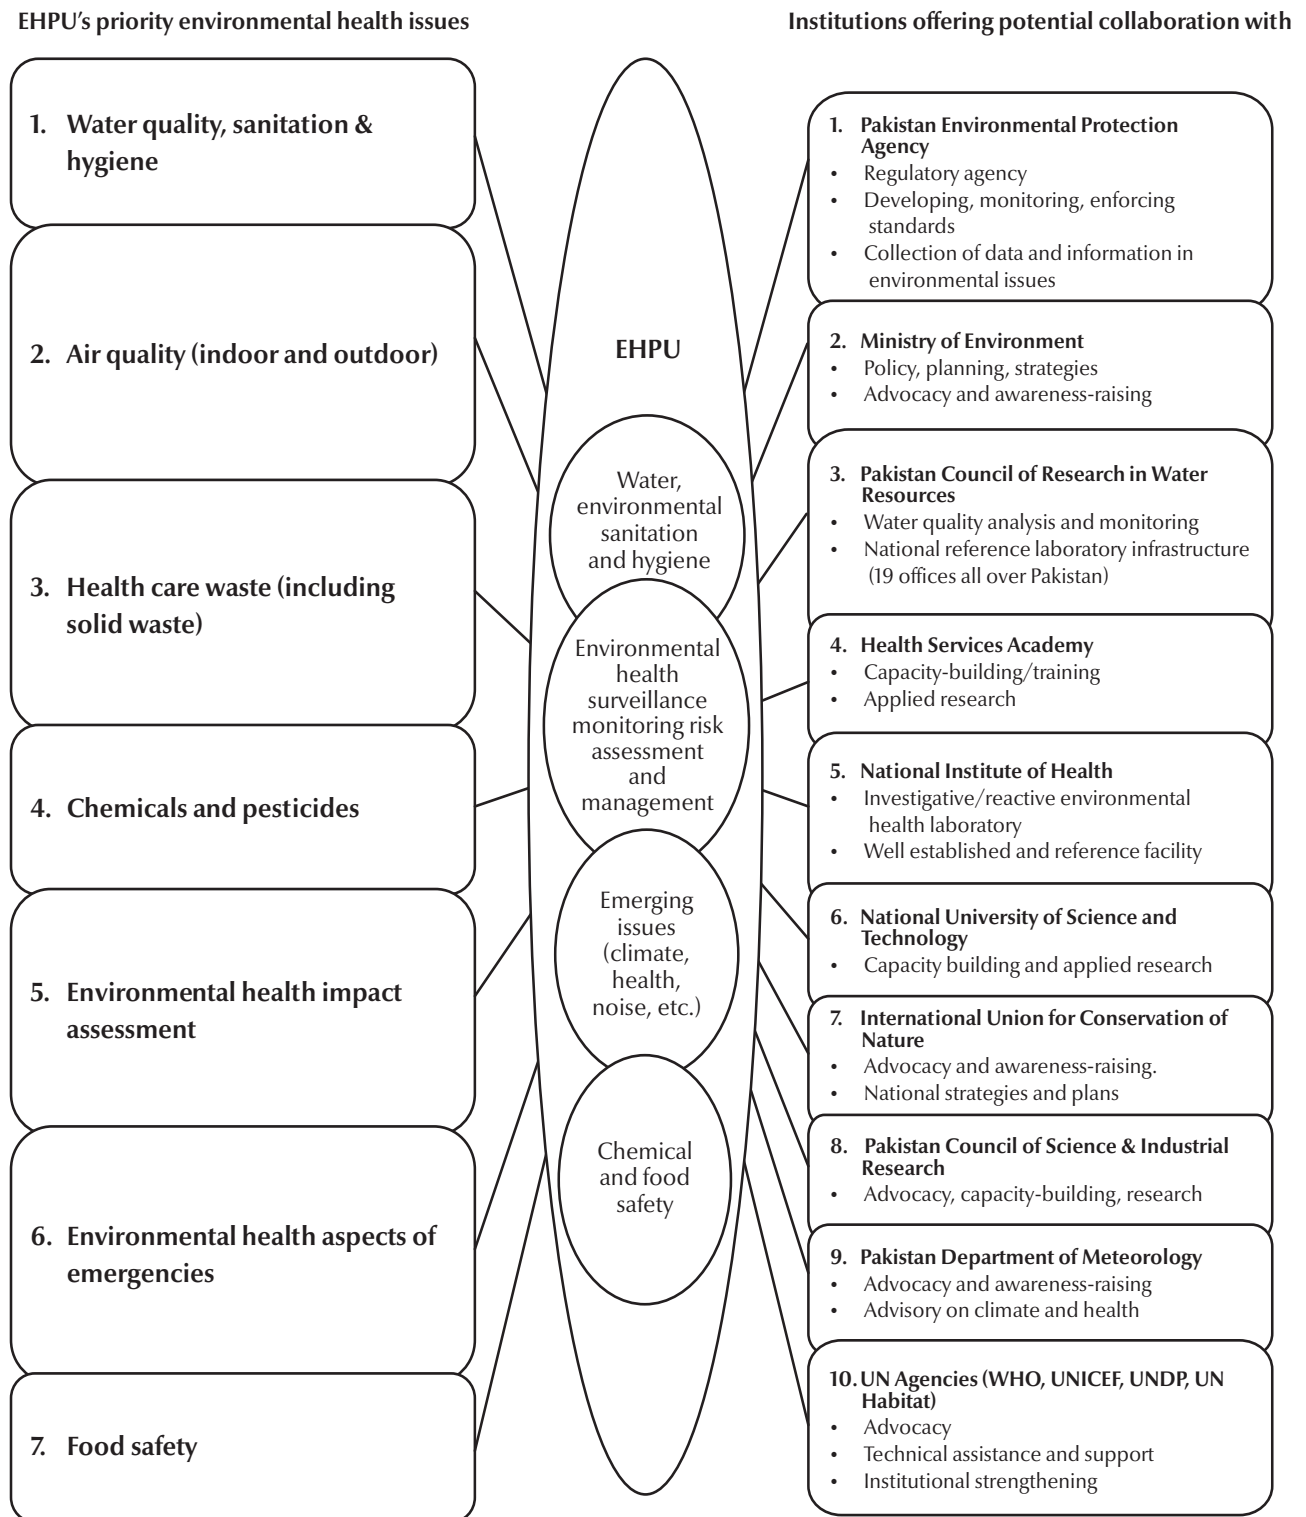 EHPU's priority environmental health issues
1. Water quality, sanitation &
hygiene
2. Air quality (indoor and outdoor)
3. Health care waste (including
solid waste)
4. Chemicals and pesticides
5. Environmental health impact
assessment
6. Environmental health aspects of
emergencies
7. Food safety
EHPU
Water,
environmental
sanitation
and hygiene
Environmental
health
surveillance
monitoring risk
assessment
and
management
Emerging
issues
(climate,
health,
noise, etc.)
Chemical
and food
safety
Institutions offering potential collaboration with
1. Pakistan Environmental Protection
Agency
• Regulatory agency
• Developing, monitoring, enforcing
standards
• Collection of data and information in
environmental issues
2. Ministry of Environment
• Policy, planning, strategies
• Advocacy and awareness-raising
3. Pakistan Council of Research in Water
Resources
• Water quality analysis and monitoring
• National reference laboratory infrastructure
(19 offices all over Pakistan)
4. Health Services Academy
• Capacity-building/training
• Applied research
5. National Institute of Health
• Investigative/reactive environmental
health laboratory
• Well established and reference facility
6. National University of Science and
Technology
• Capacity building and applied research
7. International Union for Conservation of
Nature
• Advocacy and awareness-raising.
• National strategies and plans
8. Pakistan Council of Science & Industrial
Research
• Advocacy, capacity-building, research
9. Pakistan Department of Meteorology
• Advocacy and awareness-raising
• Advisory on climate and health
10. UN Agencies (WHO, UNICEF, UNDP, UN
Habitat)
• Advocacy
• Technical assistance and support
• Institutional strengthening